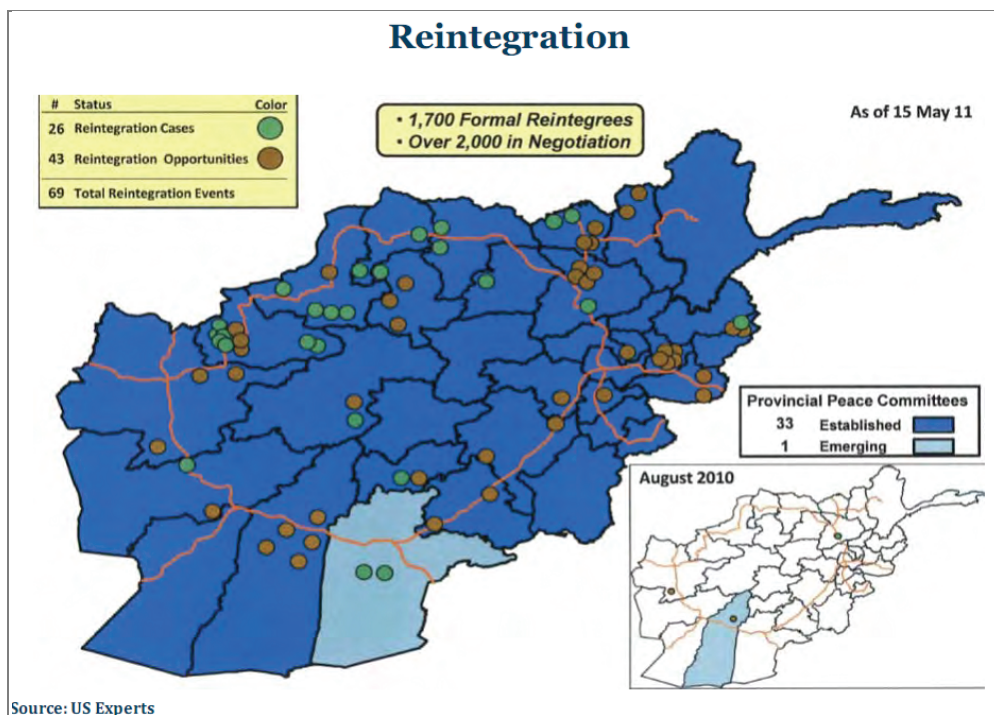 Reintegration
# Status Color
26 Reintegration Cases
43 Reintegration Opportunities
69 Total Reintegration Events
• 1,700 Formal Reintegrees
• Over 2,000 in Negotiation
As of 15 May 11
Provincial Peace Committees
33 Established
1 Emerging
August 2010
Source: US Experts